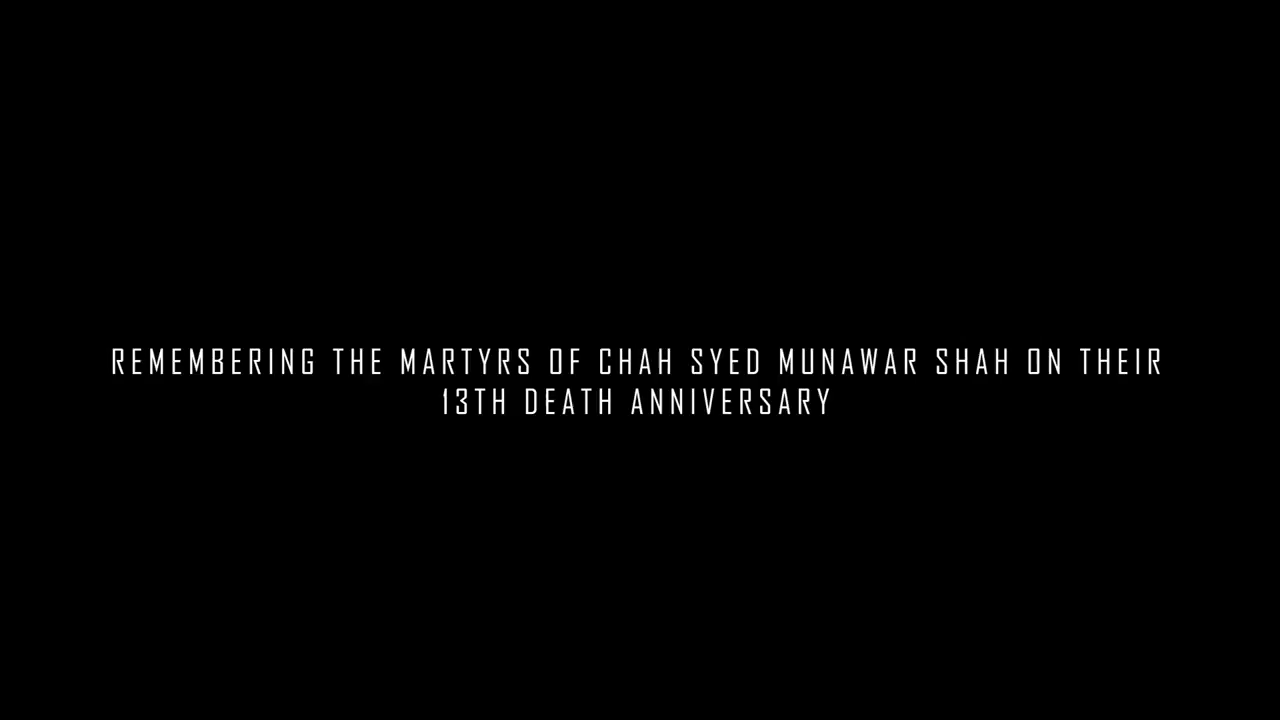 REMEMBERING THE MARTYRS OF CHAH SYED MUNAWAR SHAH ON THEIR
13TH DEATH ANNIVERSARY